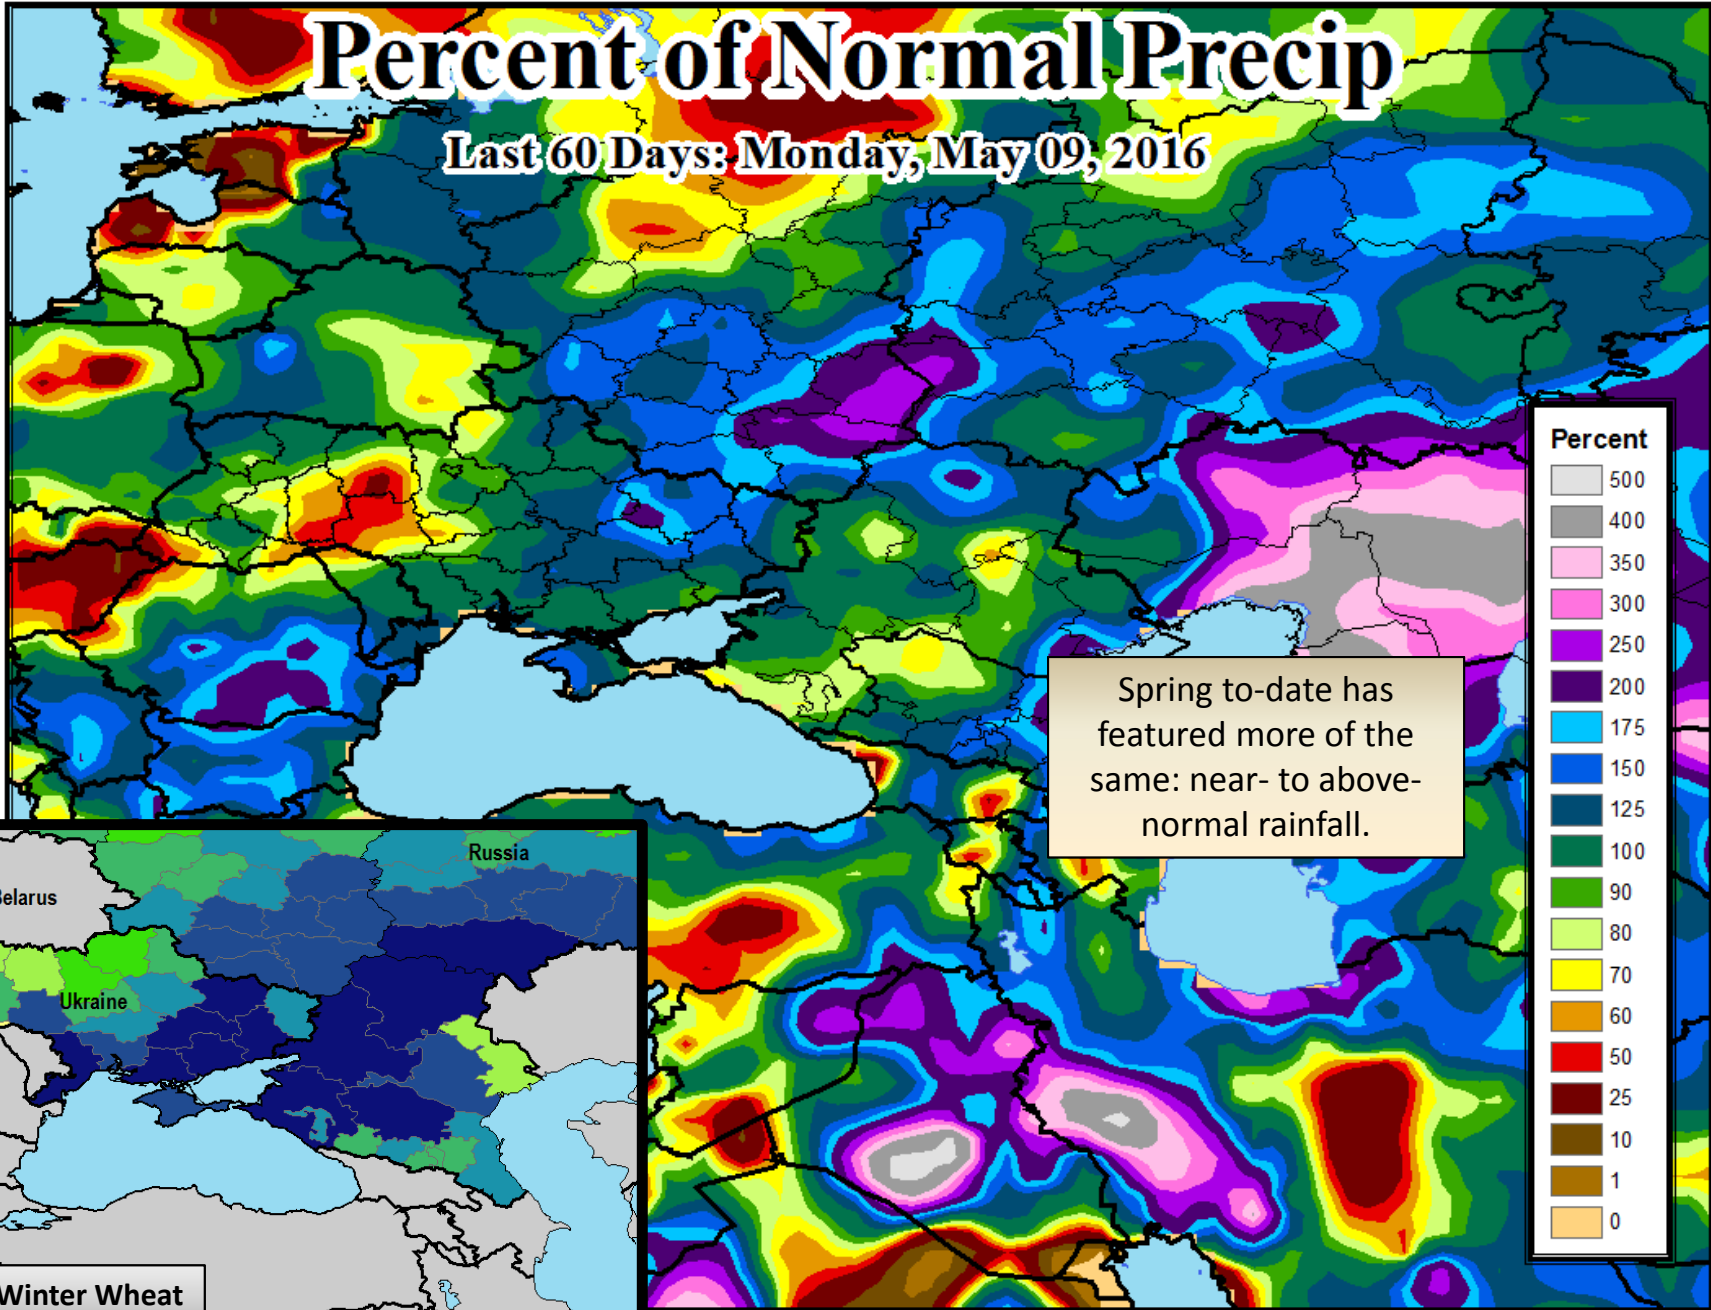 Percent of Normal Precip
Last 60 Days: Monday, May 09, 2016
Percent
500
400
350
300
250
200
175
150
125
100
90
80
70
60
50
25
10
1
0
Spring to-date has
featured more of the
same: near- to above-
normal rainfall.
Russia
Belarus
Ukraine
Winter Wheat